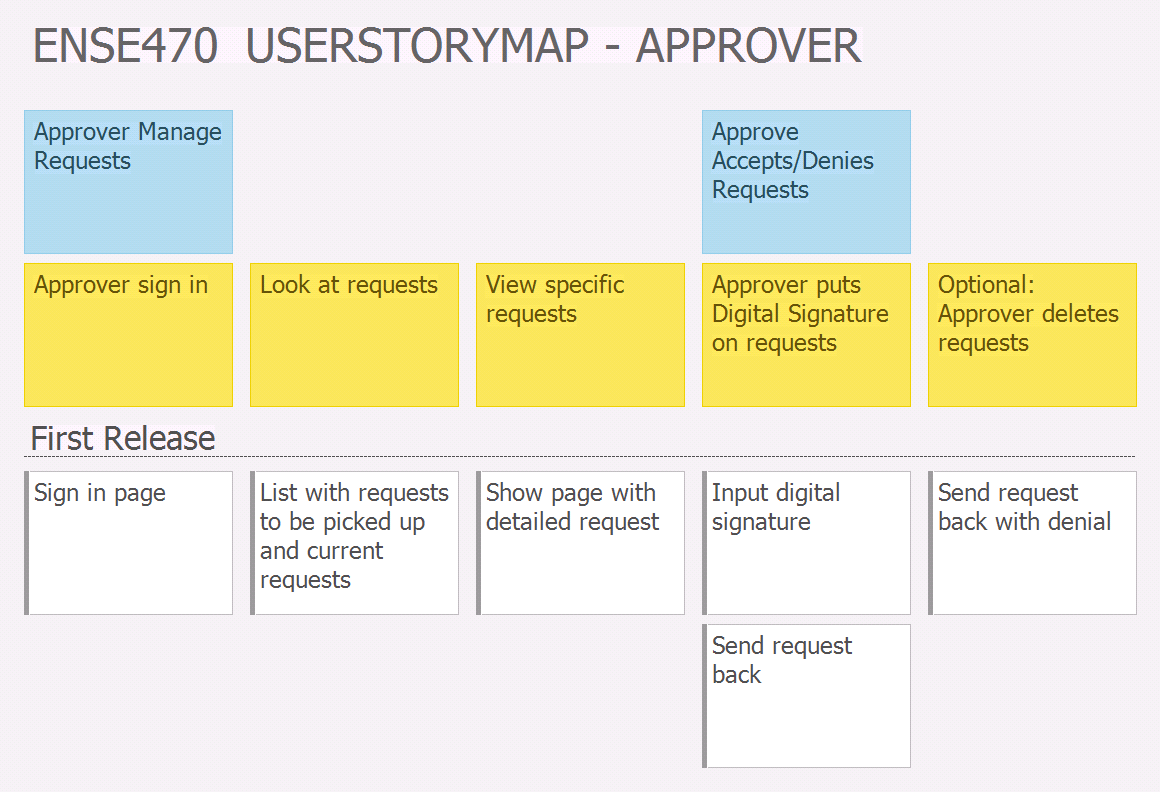 ENSE470 USERSTORYMAP - APPROVER
Approver Manage
Requests
Approve
Accepts/Denies
Requests
Approver sign in
Look at requests
View specific
requests
Approver puts
Digital Signature
on requests
Optional:
Approver deletes
requests
First Release
Sign in page
List with requests
to be picked up
and current
requests
Show page with
detailed request
Input digital
signature
Send request
back with denial
Send request
back